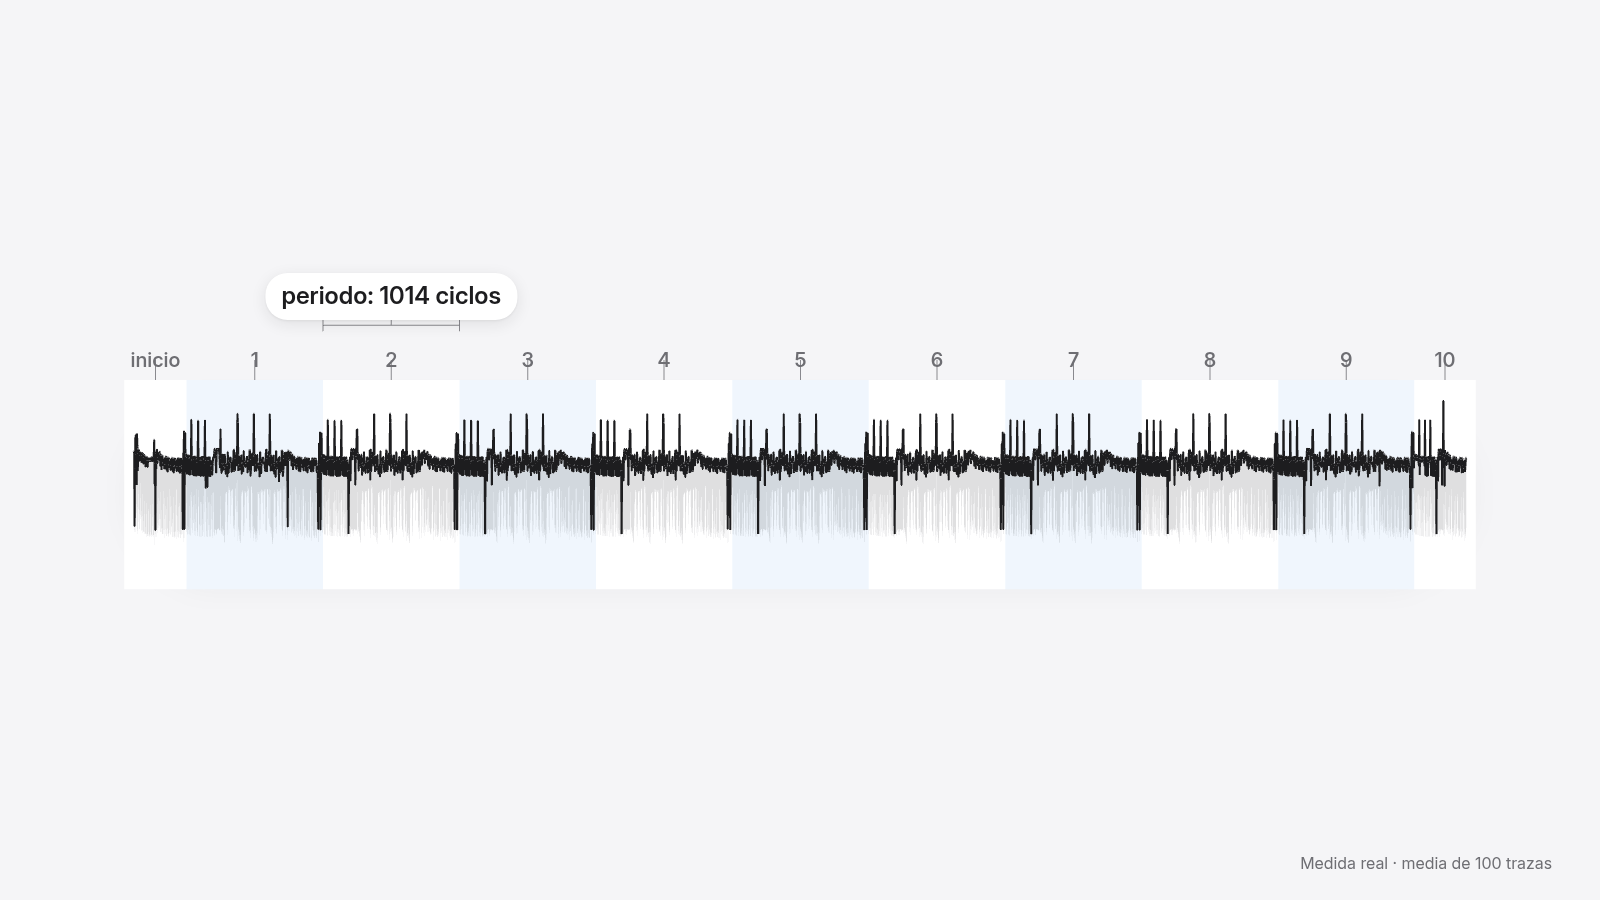 periodo: 1014 ciclos
inicio 1 2 3 4 5 6 7 8 9 10
Medida real · media de 100 trazas